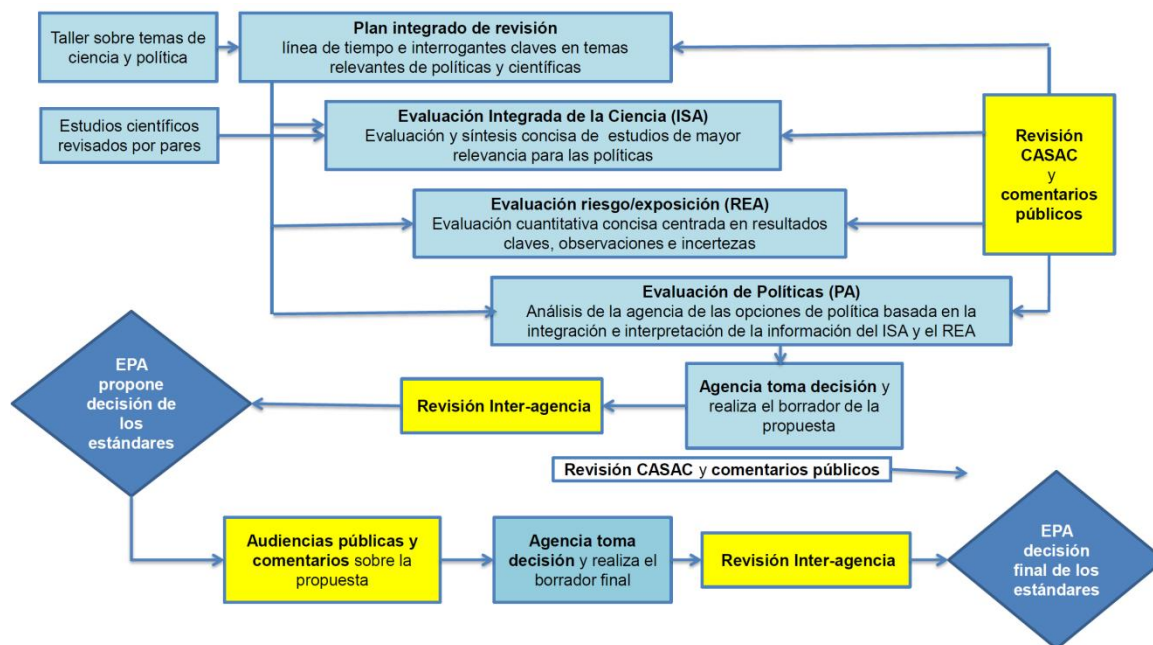 Taller sobre temas de
ciencia y política
Plan integrado de revisión
línea de tiempo e interrogantes claves en temas
relevantes de políticas y científicas
Estudios científicos
revisados por pares
Evaluación Integrada de la Ciencia (ISA)
Evaluación y síntesis concisa de estudios de mayor
relevancia para las políticas
Revisión
CASAC
y
comentarios
públicos
Evaluación riesgo/exposición (REA)
Evaluación cuantitativa concisa centrada en resultados
claves, observaciones e incertezas
Evaluación de Políticas (PA)
Análisis de la agencia de las opciones de política basada en la
integración e interpretación de la información del ISA y el REA
EPA
propone
decisión de
los
estándares
Revisión Inter-agencia
Agencia toma decisión y
realiza el borrador de la
propuesta
Revisión CASAC y comentarios públicos
Audiencias públicas y
comentarios sobre la
propuesta
Agencia toma
decisión y realiza el
borrador final
Revisión Inter-agencia
EPA
decisión
final de los
estándares